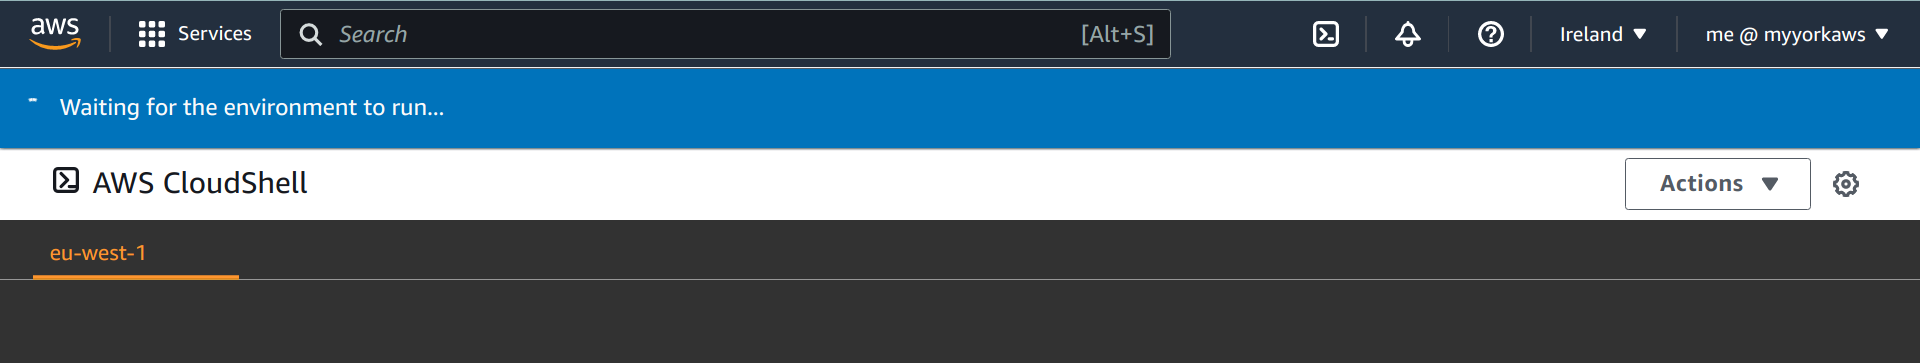 aws Services Search [Alt+S] Ireland me @ myyorkaws
Waiting for the environment to run...
AWS CloudShell Actions
eu-west-1